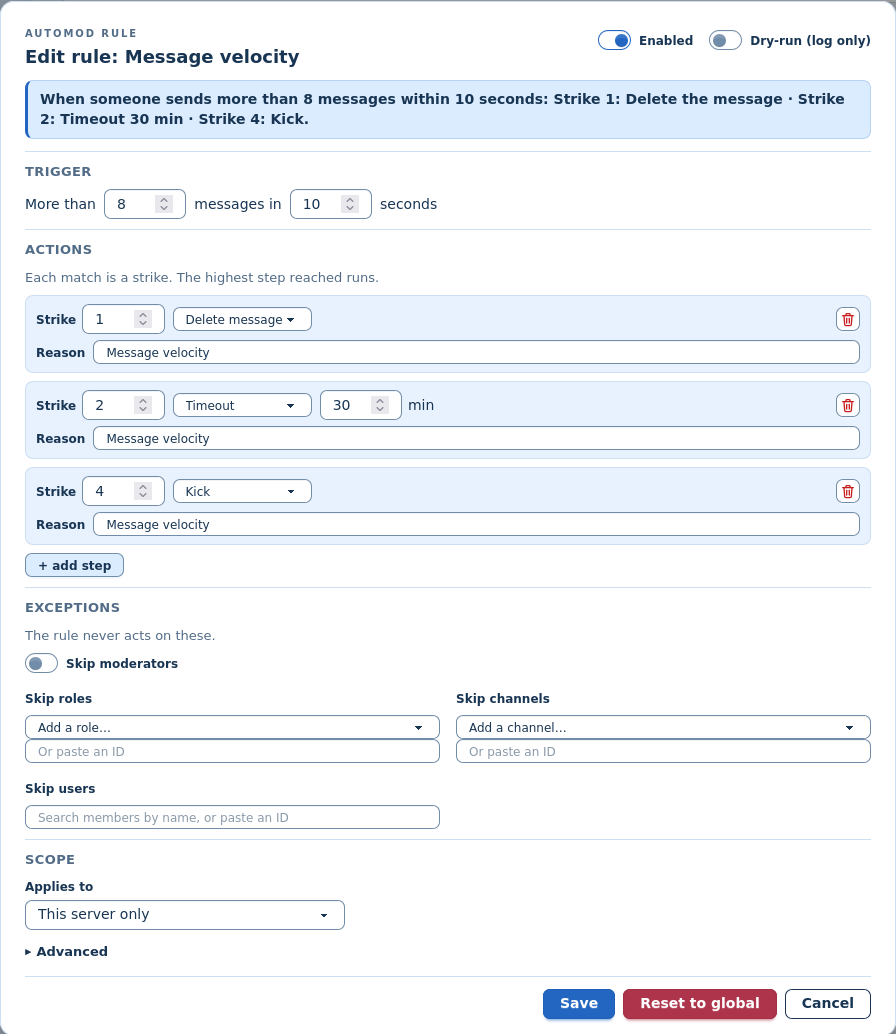 AUTOMOD RULE
Edit rule: Message velocity
Enabled
Dry-run (log only)
When someone sends more than 8 messages within 10 seconds: Strike 1: Delete the message · Strike
2: Timeout 30 min · Strike 4: Kick.
TRIGGER
More than 8 messages in 10 seconds
ACTIONS
Each match is a strike. The highest step reached runs.
Strike 1 Delete message
Reason Message velocity
Strike 2 Timeout 30 min
Reason Message velocity
Strike 4 Kick
Reason Message velocity
+ add step
EXCEPTIONS
The rule never acts on these.
Skip moderators
Skip roles
Add a role...
Or paste an ID
Skip channels
Add a channel...
Or paste an ID
Skip users
Search members by name, or paste an ID
SCOPE
Applies to
This server only
▸ Advanced
Save
Reset to global
Cancel